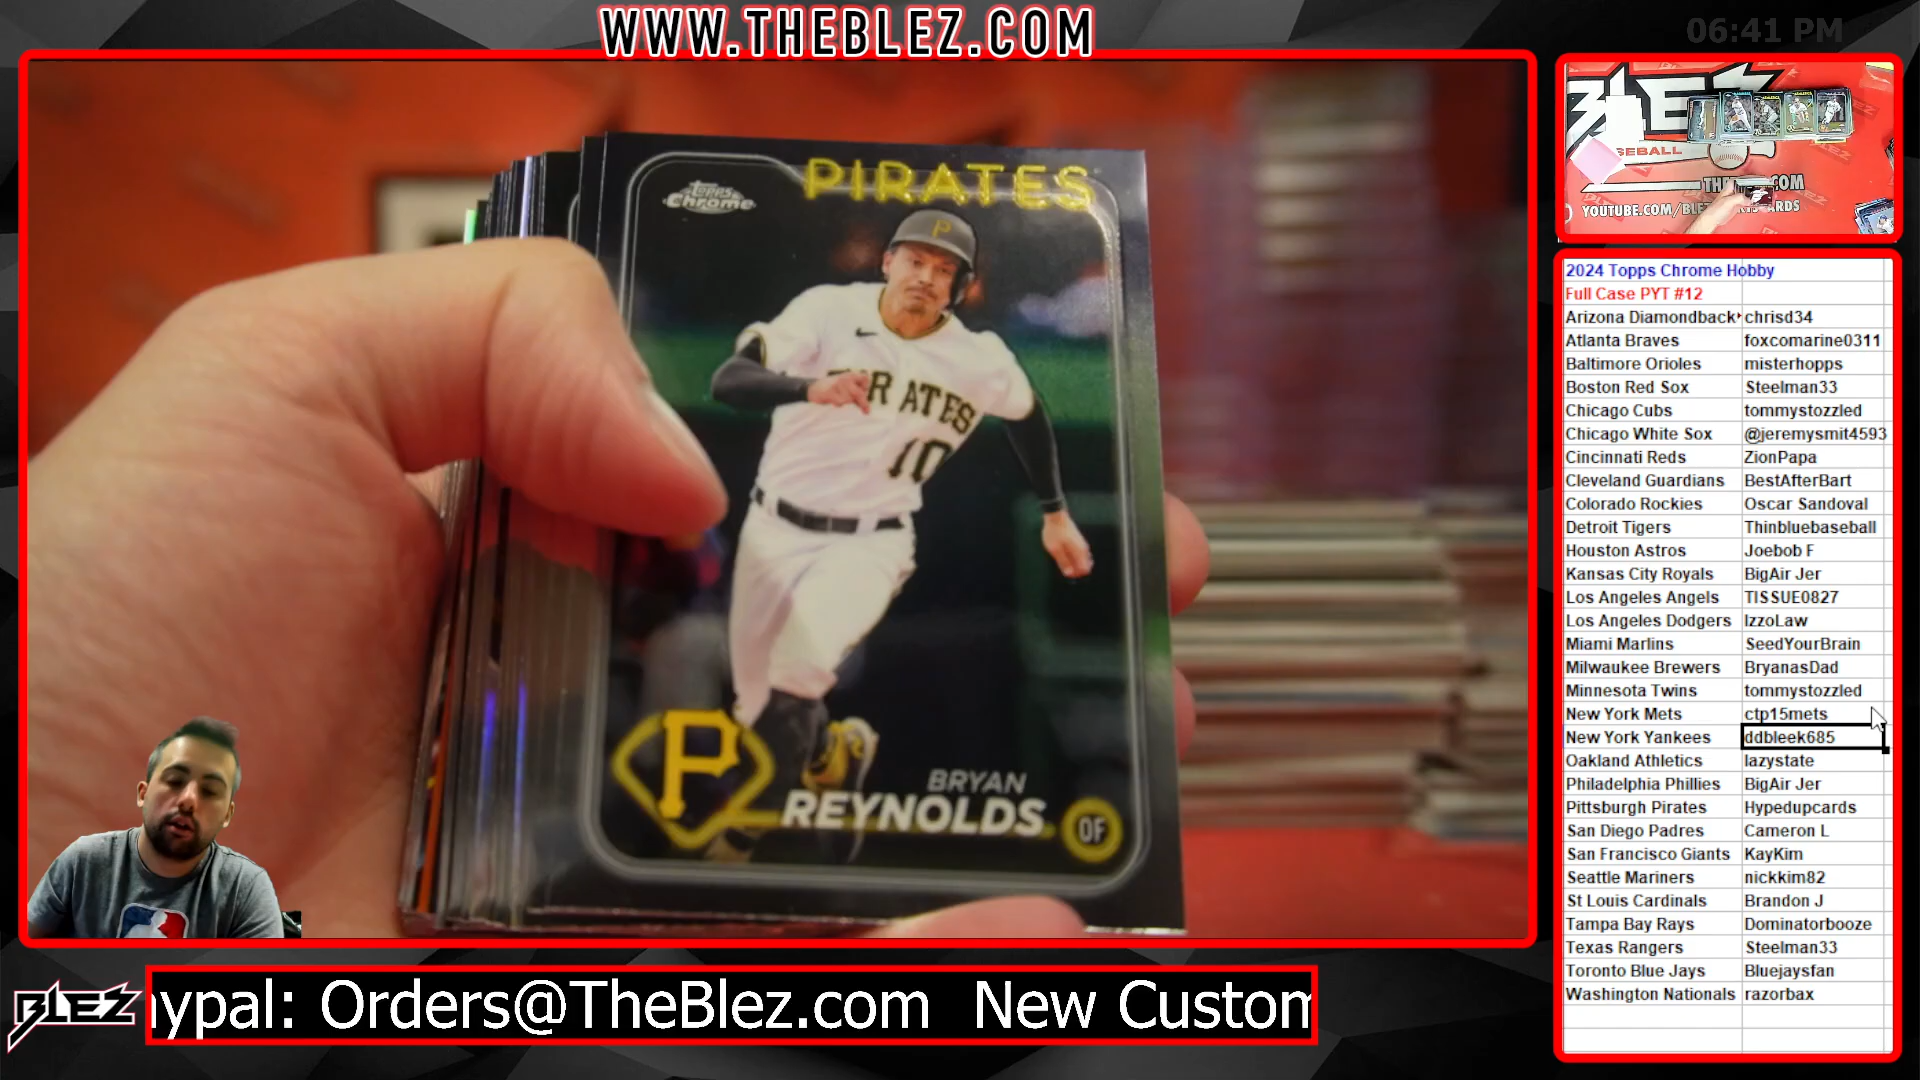 WWW.THEBLEZ.COM
06:41 PM
PIRATES
Topps Chrome
P
PIRATES
10
P
BRYAN
REYNOLDS
OF
BLEZ
SEBALL
YOUTUBE.COM/BLE
2024 Topps Chrome Hobby
Full Case PYT #12
Arizona Diamondback chrisd34
Atlanta Braves foxcomarine0311
Baltimore Orioles misterhopps
Boston Red Sox Steelman33
Chicago Cubs tommystozzled
Chicago White Sox @jeremysmit4593
Cincinnati Reds ZionPapa
Cleveland Guardians BestAfterBart
Colorado Rockies Oscar Sandoval
Detroit Tigers Thinbluebaseball
Houston Astros Joebob F
Kansas City Royals BigAir Jer
Los Angeles Angels TISSUE0827
Los Angeles Dodgers IzzoLaw
Miami Marlins SeedYourBrain
Milwaukee Brewers BryanasDad
Minnesota Twins tommystozzled
New York Mets ctp15mets
New York Yankees ddbleek685
Oakland Athletics lazystate
Philadelphia Phillies BigAir Jer
Pittsburgh Pirates Hypedupcards
San Diego Padres Cameron L
San Francisco Giants KayKim
Seattle Mariners nickkim82
St Louis Cardinals Brandon J
Tampa Bay Rays Dominatorbooze
Texas Rangers Steelman33
Toronto Blue Jays Bluejaysfan
Washington Nationals razorbax
BLEZ
aypal: Orders@TheBlez.com New Custom